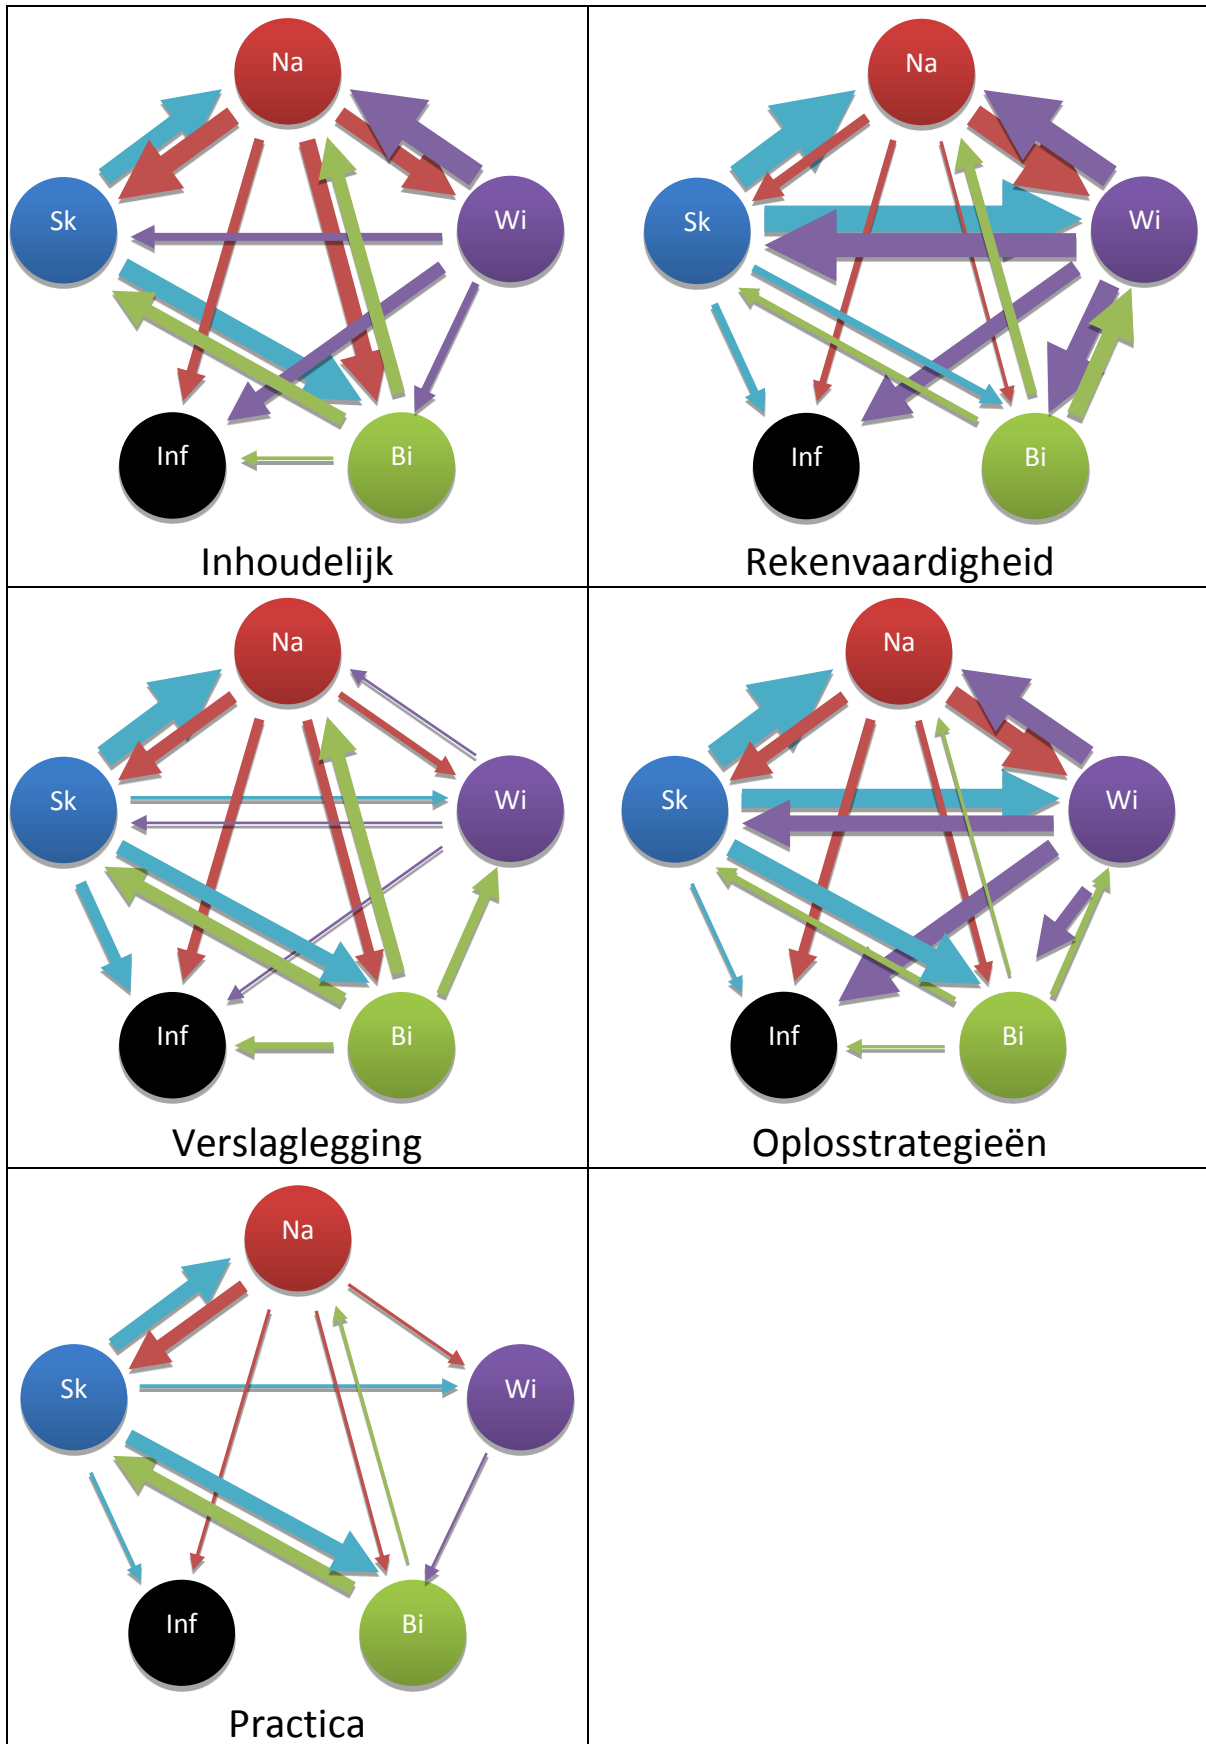 Na
Sk
Wi
Inf
Bi
Inhoudelijk
Na
Sk
Wi
Inf
Bi
Rekenvaardigheid
Na
Sk
Wi
Inf
Bi
Verslaglegging
Na
Sk
Wi
Inf
Bi
Oplosstrategieën
Na
Sk
Wi
Inf
Bi
Practica